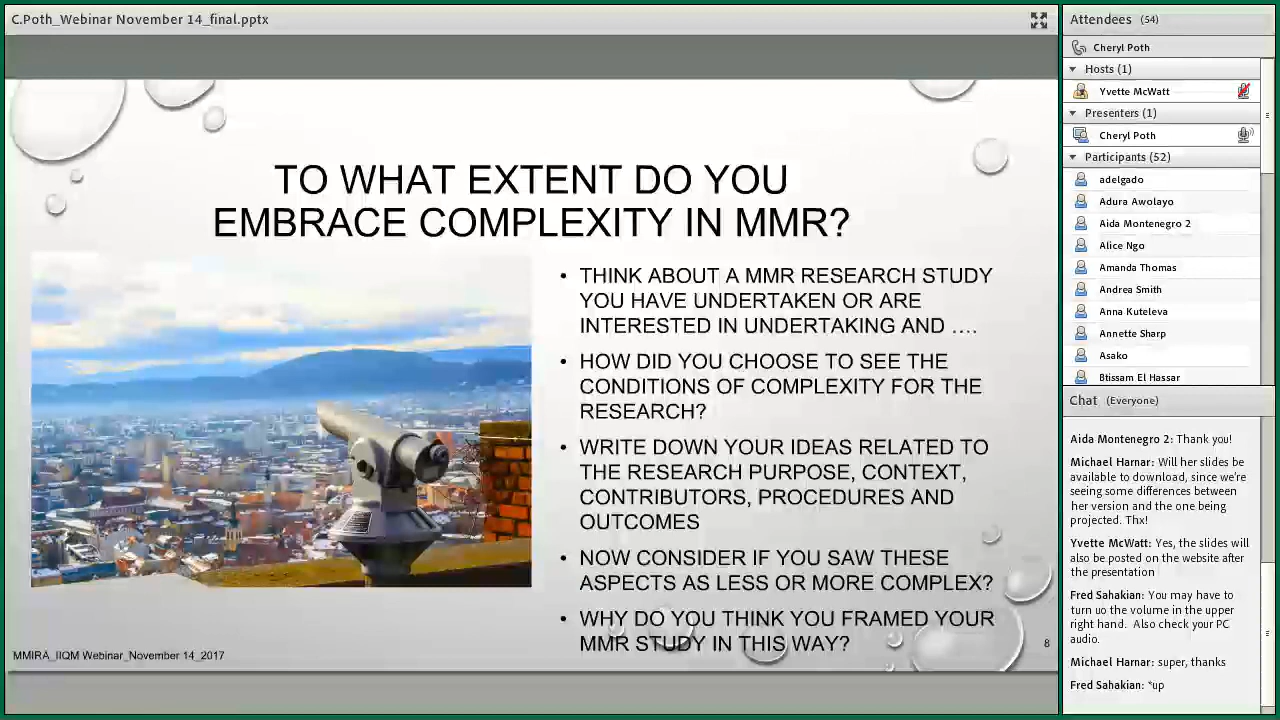 C.Poth_Webinar November 14_final.pptx
TO WHAT EXTENT DO YOU
EMBRACE COMPLEXITY IN MMR?
• THINK ABOUT A MMR RESEARCH STUDY
YOU HAVE UNDERTAKEN OR ARE
INTERESTED IN UNDERTAKING AND ….
• HOW DID YOU CHOOSE TO SEE THE
CONDITIONS OF COMPLEXITY FOR THE
RESEARCH?
• WRITE DOWN YOUR IDEAS RELATED TO
THE RESEARCH PURPOSE, CONTEXT,
CONTRIBUTORS, PROCEDURES AND
OUTCOMES
• NOW CONSIDER IF YOU SAW THESE
ASPECTS AS LESS OR MORE COMPLEX?
• WHY DO YOU THINK YOU FRAMED YOUR
MMR STUDY IN THIS WAY?
MMIRA_IIQM Webinar_November 14_2017
8
Attendees (54)
Cheryl Poth
Hosts (1)
Yvette McWatt
Presenters (1)
Cheryl Poth
Participants (52)
adelgado
Adura Awolayo
Aida Montenegro 2
Alice Ngo
Amanda Thomas
Andrea Smith
Anna Kuteleva
Annette Sharp
Asako
Btissam El Hassar
Chat (Everyone)
Aida Montenegro 2: Thank you!
Michael Harnar: Will her slides be
available to download, since we're
seeing some differences between
her version and the one being
projected. Thx!
Yvette McWatt: Yes, the slides will
also be posted on the website after
the presentation
Fred Sahakian: You may have to
turn uo the volume in the upper
right hand. Also check your PC
audio.
Michael Harnar: super, thanks
Fred Sahakian: *up